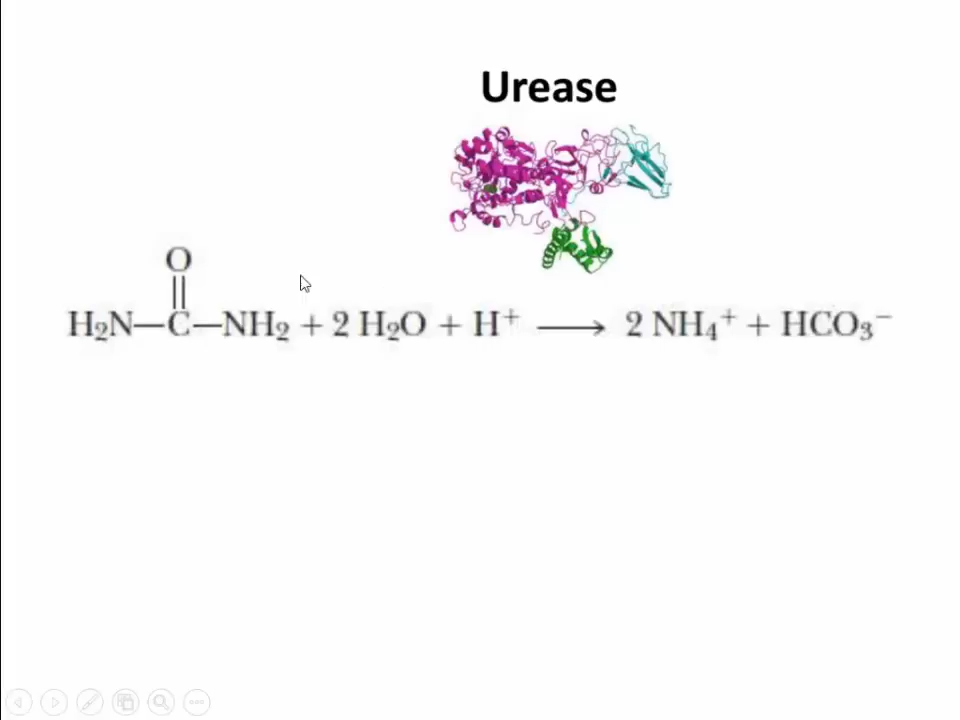 Urease
O
H₂N—C—NH₂ + 2 H₂O + H⁺ ⟶ 2 NH₄⁺ + HCO₃⁻